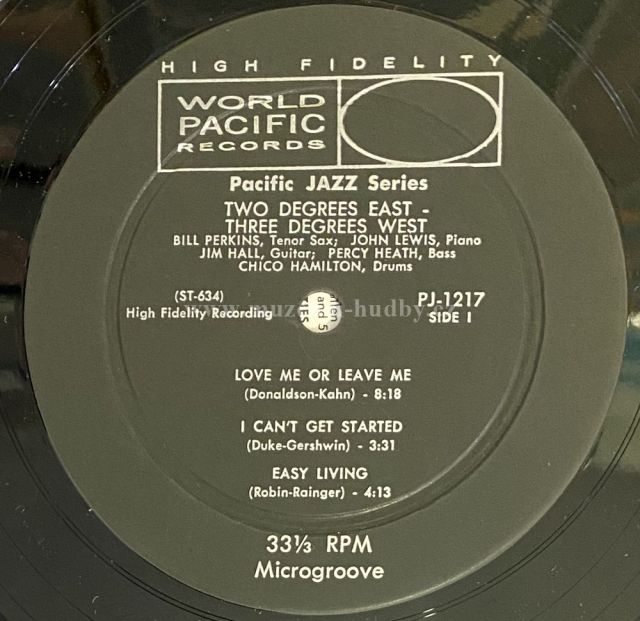 HIGH FIDELITY
WORLD
PACIFIC
RECORDS
Pacific JAZZ Series
TWO DEGREES EAST -
THREE DEGREES WEST
BILL PERKINS, Tenor Sax; JOHN LEWIS, Piano
JIM HALL, Guitar; PERCY HEATH, Bass
CHICO HAMILTON, Drums
(ST-634)
High Fidelity Recording
and 5
PJ-1217
SIDE 1
LOVE ME OR LEAVE ME
(Donaldson-Kahn) - 8:18
I CAN'T GET STARTED
(Duke-Gershwin) - 3:31
EASY LIVING
(Robin-Rainger) - 4:13
33⅓ RPM
Microgroove